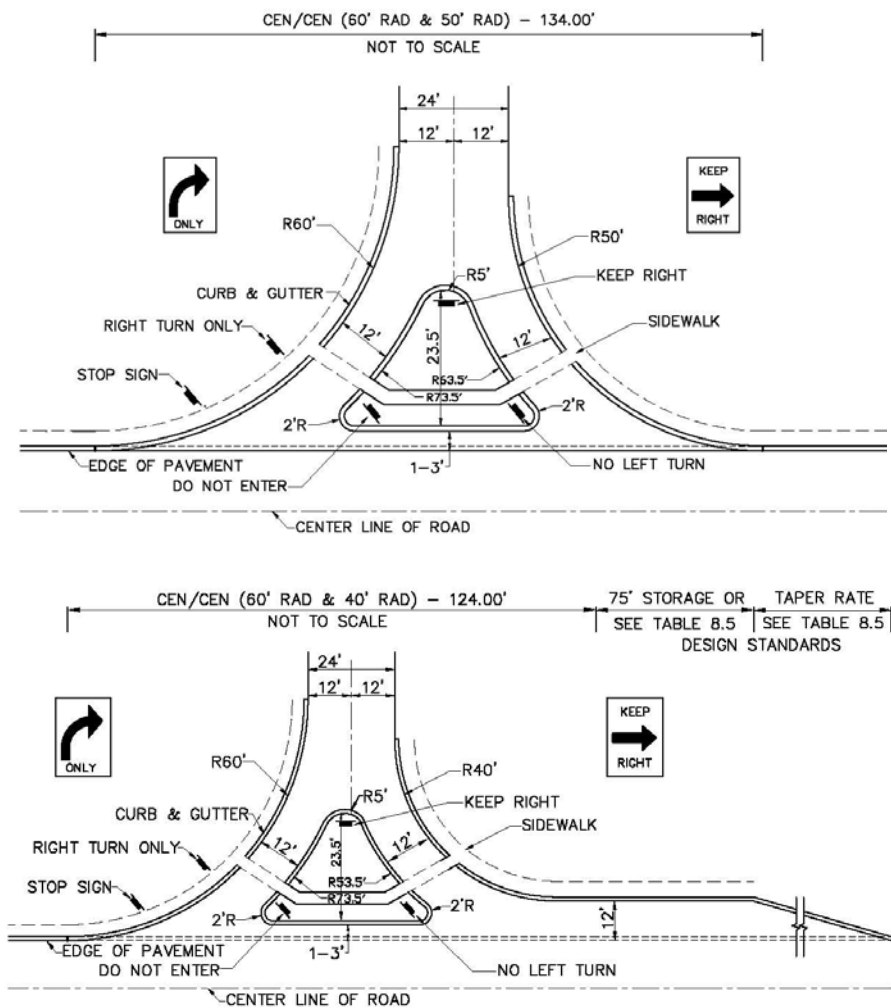 CEN/CEN (60' RAD & 50' RAD) - 134.00'
NOT TO SCALE
24'
12' 12'
ONLY
KEEP
RIGHT
R60'
R50'
R5'
KEEP RIGHT
CURB & GUTTER
SIDEWALK
RIGHT TURN ONLY
12'
23.5'
12'
STOP SIGN
R63.5'
R73.5'
2'R
2'R
EDGE OF PAVEMENT
1-3'
NO LEFT TURN
DO NOT ENTER
CENTER LINE OF ROAD
CEN/CEN (60' RAD & 40' RAD) - 124.00'
NOT TO SCALE
75' STORAGE OR
SEE TABLE 8.5
TAPER RATE
SEE TABLE 8.5
DESIGN STANDARDS
24'
12' 12'
ONLY
KEEP
RIGHT
R60'
R40'
R5'
KEEP RIGHT
CURB & GUTTER
SIDEWALK
RIGHT TURN ONLY
12'
23.5'
12'
STOP SIGN
R53.5'
R73.5'
2'R
2'R
12'
EDGE OF PAVEMENT
1-3'
DO NOT ENTER
NO LEFT TURN
CENTER LINE OF ROAD